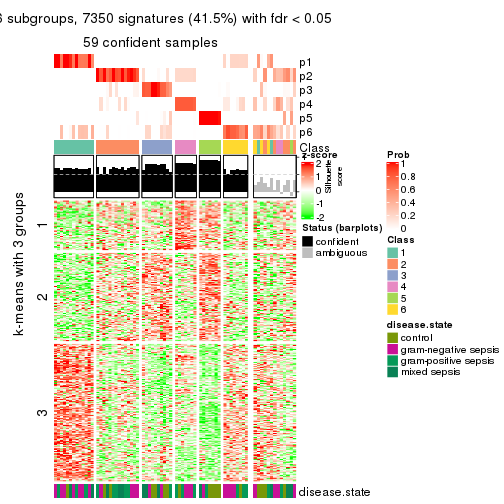 6 subgroups, 7350 signatures (41.5%) with fdr < 0.05
59 confident samples
p1
p2
p3
p4
p5
p6
Class
z-score
2
1
0
-1
-2
Silhouette
score
Prob
1
0.8
0.6
0.4
0.2
0
Status (barplots)
confident
ambiguous
Class
1
2
3
4
5
6
disease.state
control
gram-negative sepsis
gram-positive sepsis
mixed sepsis
k-means with 3 groups
1
2
3
disease.state